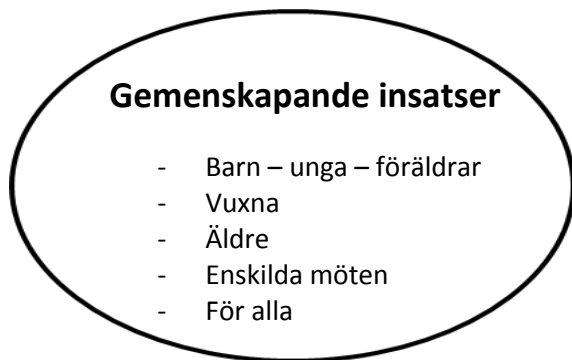 Gemenskapande insatser
- Barn – unga – föräldrar
- Vuxna
- Äldre
- Enskilda möten
- För alla